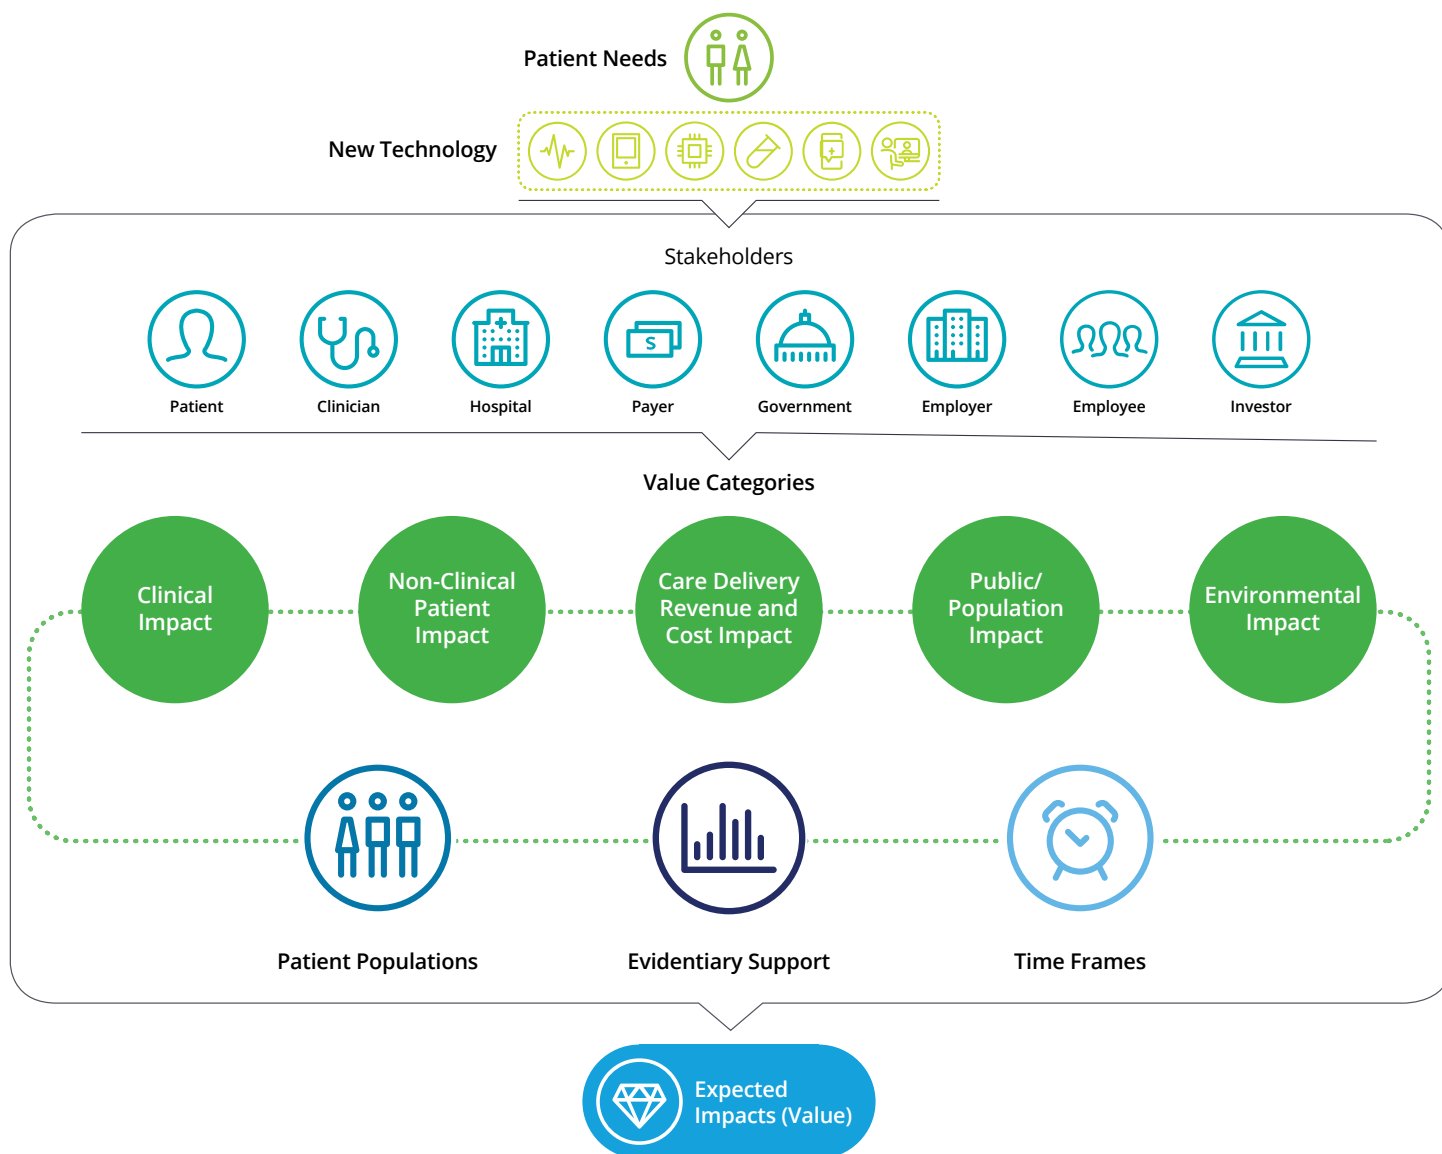 Patient Needs
New Technology
Stakeholders
Patient
Clinician
Hospital
Payer
Government
Employer
Employee
Investor
Value Categories
Clinical
Impact
Non-Clinical
Patient
Impact
Care Delivery
Revenue and
Cost Impact
Public/
Population
Impact
Environmental
Impact
Patient Populations
Evidentiary Support
Time Frames
Expected
Impacts (Value)